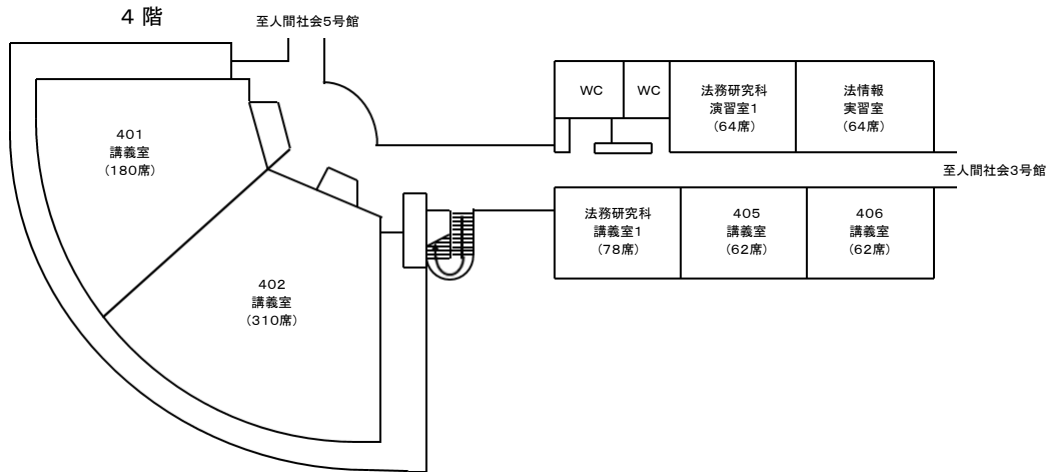 ４ 階
至人間社会5号館
401
講義室
（180席）
402
講義室
（310席）
WC
WC
法務研究科
演習室1
（64席）
法情報
実習室
（64席）
至人間社会3号館
法務研究科
講義室1
（78席）
405
講義室
（62席）
406
講義室
（62席）